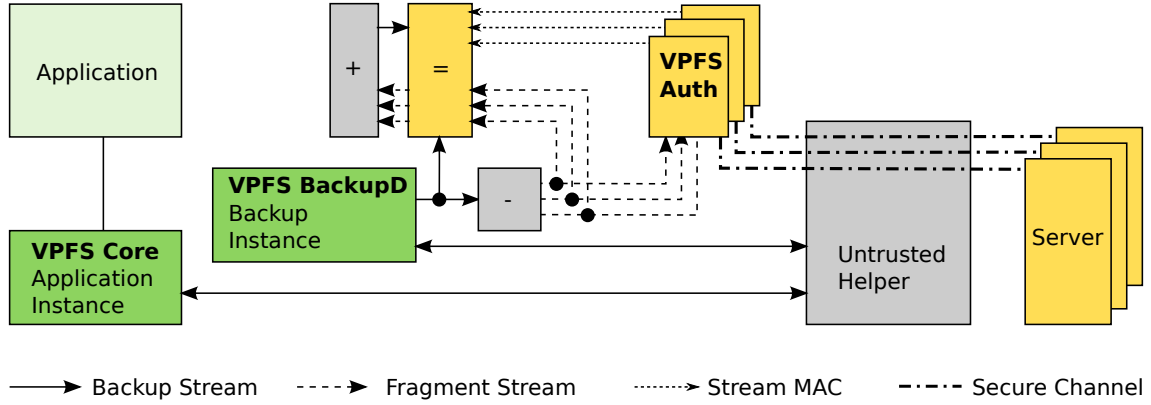 Application
+
=
VPFS
Auth
VPFS BackupD
Backup
Instance
-
VPFS Core
Application
Instance
Untrusted
Helper
Server
Backup Stream
Fragment Stream
Stream MAC
Secure Channel